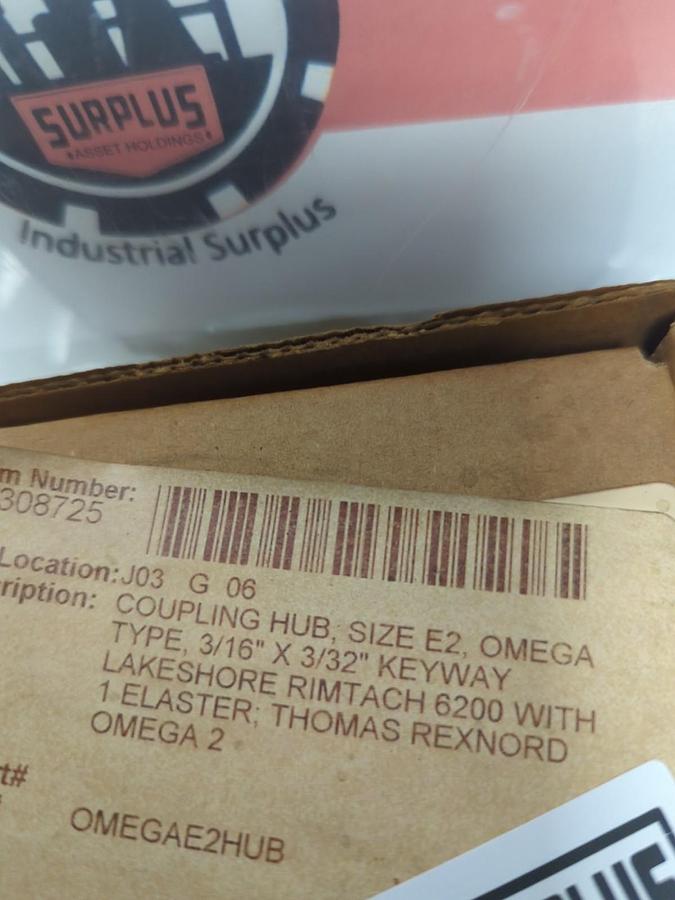 SURPLUS
ASSET HOLDINGS
Industrial Surplus
m Number:
308725
Location: J03 G 06
ription: COUPLING HUB, SIZE E2, OMEGA
TYPE, 3/16" X 3/32" KEYWAY
LAKESHORE RIMTACH 6200 WITH
1 ELASTER; THOMAS REXNORD
OMEGA 2
t#
OMEGAE2HUB
PLUS